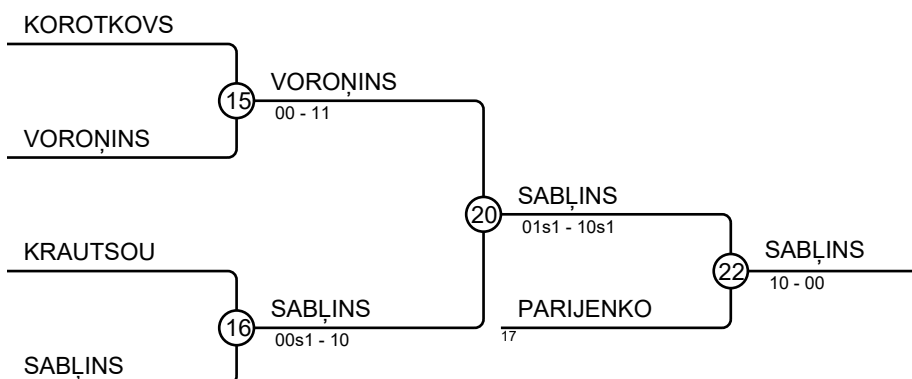 KOROTKOVS
15
VOROŅINS
00 - 11
VOROŅINS
20
SABĻINS
01s1 - 10s1
KRAUTSOU
22
SABĻINS
10 - 00
16
SABĻINS
00s1 - 10
PARIJENKO
17
SABĻINS